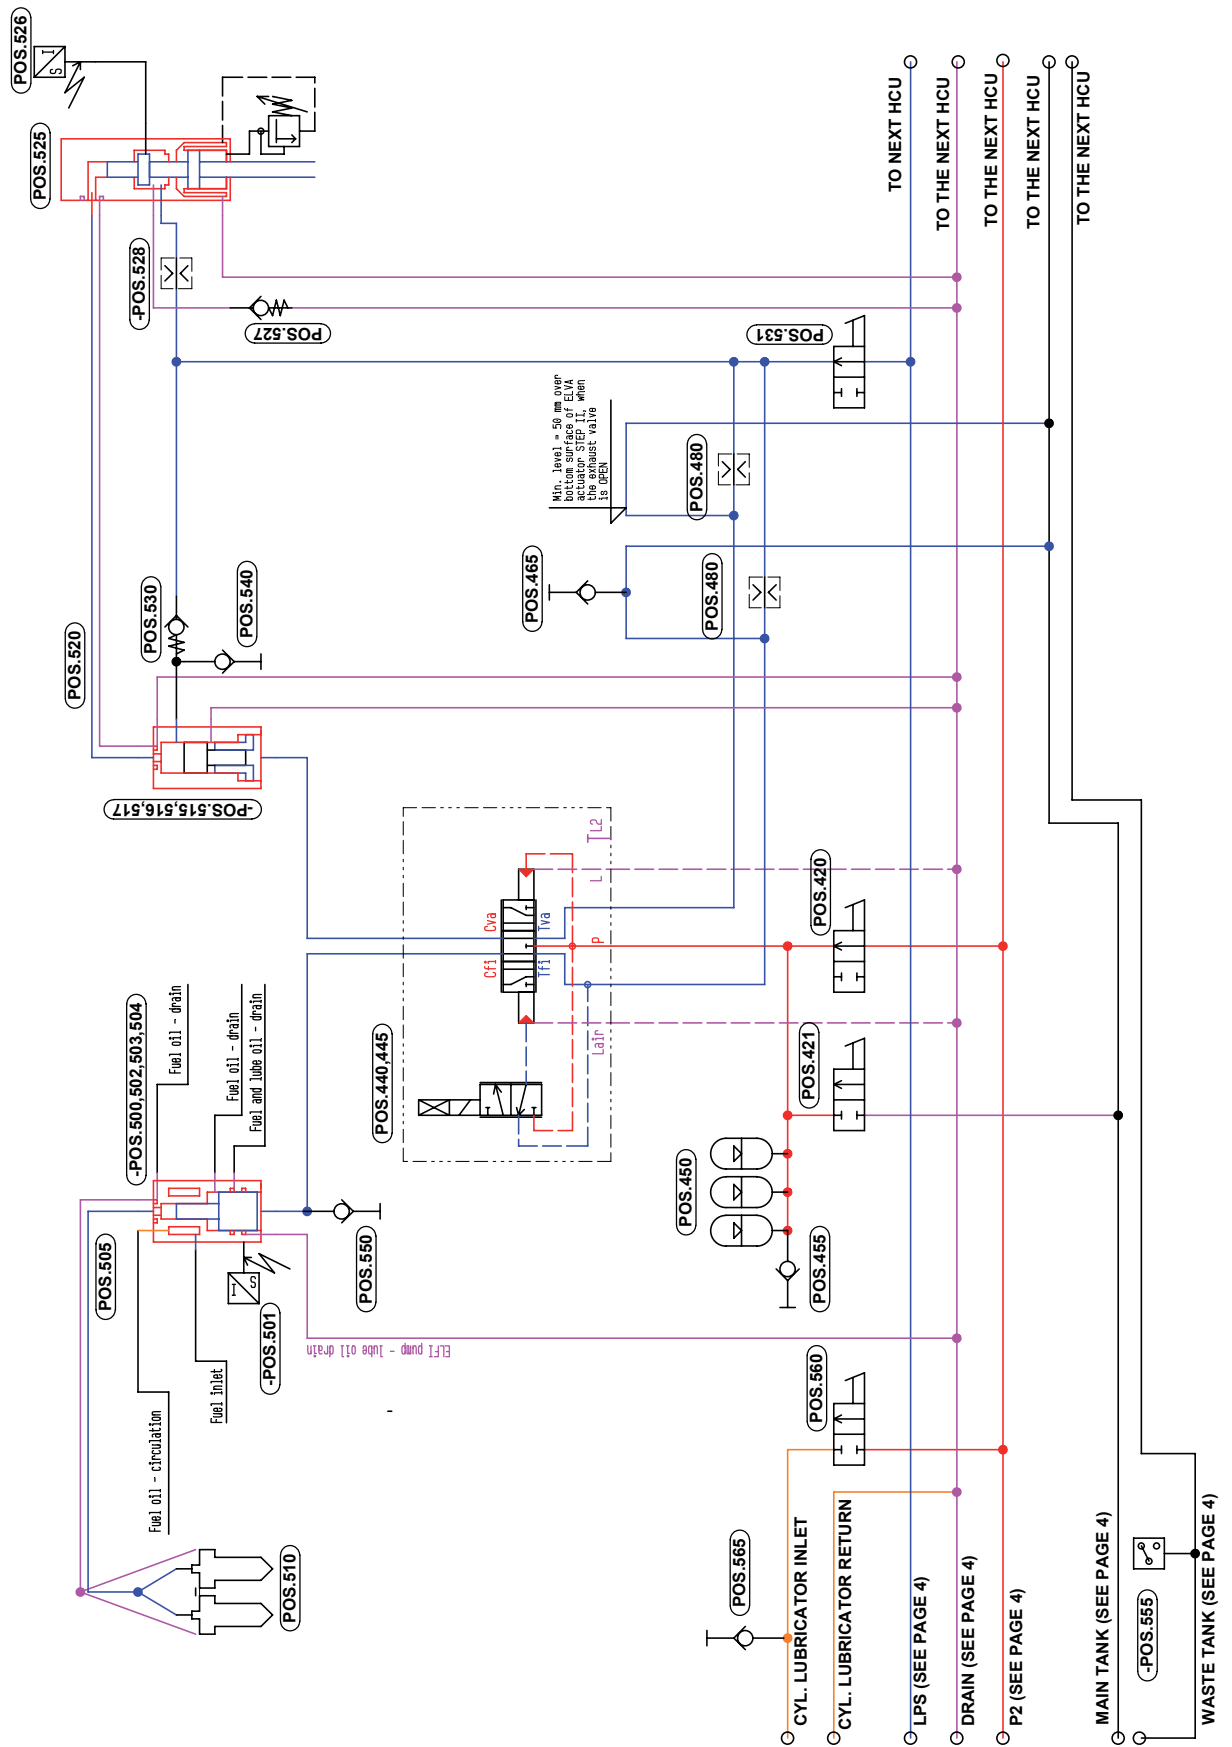 POS.526
I
S
POS.525
-POS.528
POS.527
POS.531
TO NEXT HCU
TO THE NEXT HCU
TO THE NEXT HCU
TO THE NEXT HCU
TO THE NEXT HCU
Min. level = 50 mm over
bottom surface of ELVA
actuator STEP II, when
the exhaust valve
is OPEN
POS.480
POS.480
POS.465
POS.520
POS.530
POS.540
-POS.515,516,517
Cva
Tva
Cfi
Tfi
P
L
L2
Lair
POS.440,445
POS.420
POS.421
POS.450
POS.455
-POS.500,502,503,504
Fuel oil - drain
Fuel oil - drain
Fuel and lube oil - drain
POS.505
POS.550
I
S
-POS.501
ELFI pump - lube oil drain
Fuel oil - circulation
Fuel inlet
-
POS.510
POS.560
POS.565
CYL. LUBRICATOR INLET
CYL. LUBRICATOR RETURN
LPS (SEE PAGE 4)
DRAIN (SEE PAGE 4)
P2 (SEE PAGE 4)
MAIN TANK (SEE PAGE 4)
-POS.555
WASTE TANK (SEE PAGE 4)